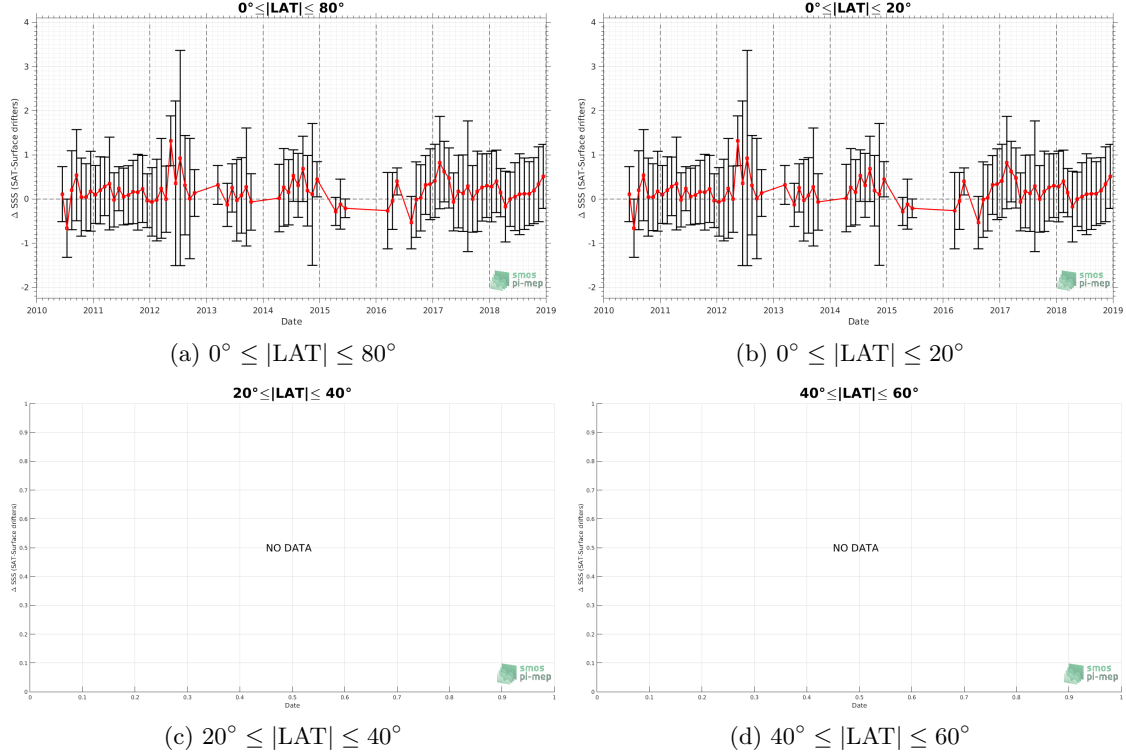 0°≤|LAT|≤ 80°
Δ SSS (SAT-Surface drifters)
4
3
2
1
0
-1
-2
2010 2011 2012 2013 2014 2015 2016 2017 2018 2019
Date
smos
pi-mep
(a) 0° ≤ |LAT| ≤ 80°
0°≤|LAT|≤ 20°
Δ SSS (SAT-Surface drifters)
4
3
2
1
0
-1
-2
2010 2011 2012 2013 2014 2015 2016 2017 2018 2019
Date
smos
pi-mep
(b) 0° ≤ |LAT| ≤ 20°
20°≤|LAT|≤ 40°
Δ SSS (SAT-Surface drifters)
1
0.9
0.8
0.7
0.6
0.5
0.4
0.3
0.2
0.1
0
NO DATA
0 0.1 0.2 0.3 0.4 0.5 0.6 0.7 0.8 0.9 1
Date
smos
pi-mep
(c) 20° ≤ |LAT| ≤ 40°
40°≤|LAT|≤ 60°
Δ SSS (SAT-Surface drifters)
1
0.9
0.8
0.7
0.6
0.5
0.4
0.3
0.2
0.1
0
NO DATA
0 0.1 0.2 0.3 0.4 0.5 0.6 0.7 0.8 0.9 1
Date
smos
pi-mep
(d) 40° ≤ |LAT| ≤ 60°